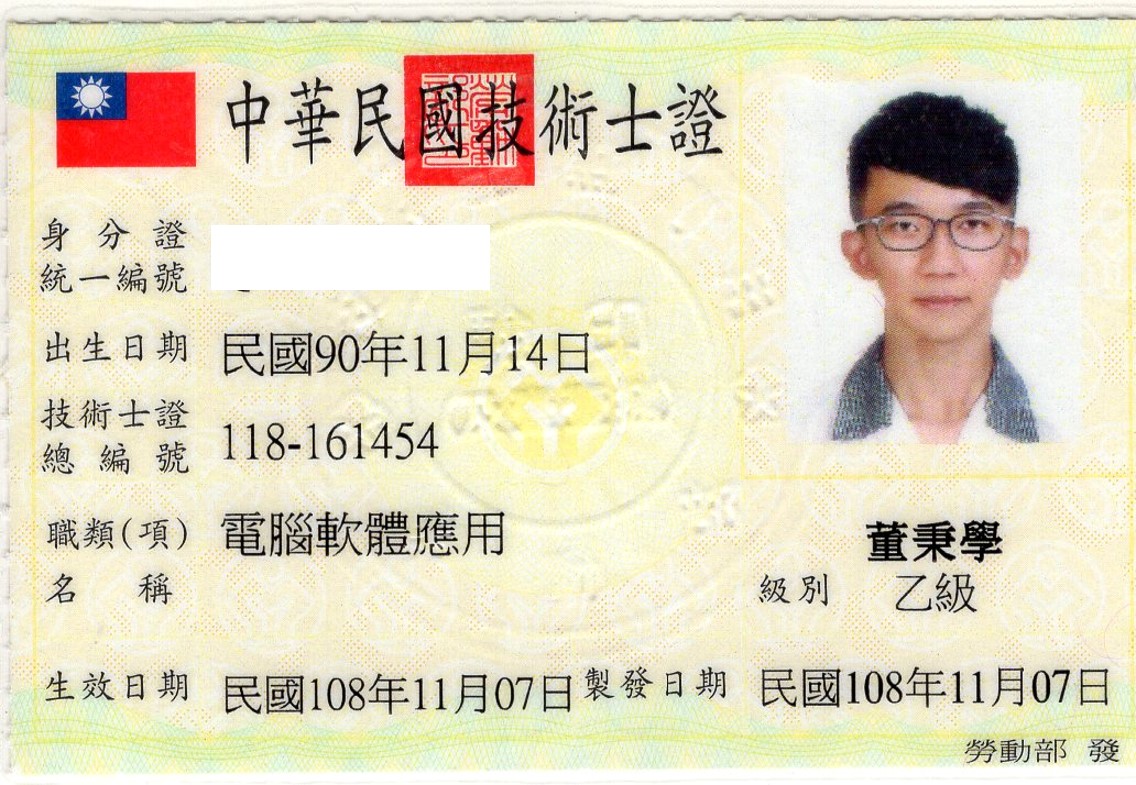 中華民國技術士證
身分證
統一編號
出生日期 民國90年11月14日
技術士證
總編號 118-161454
職類(項) 電腦軟體應用
名稱
董秉學
級別 乙級
生效日期 民國108年11月07日 製發日期 民國108年11月07日
勞動部 發